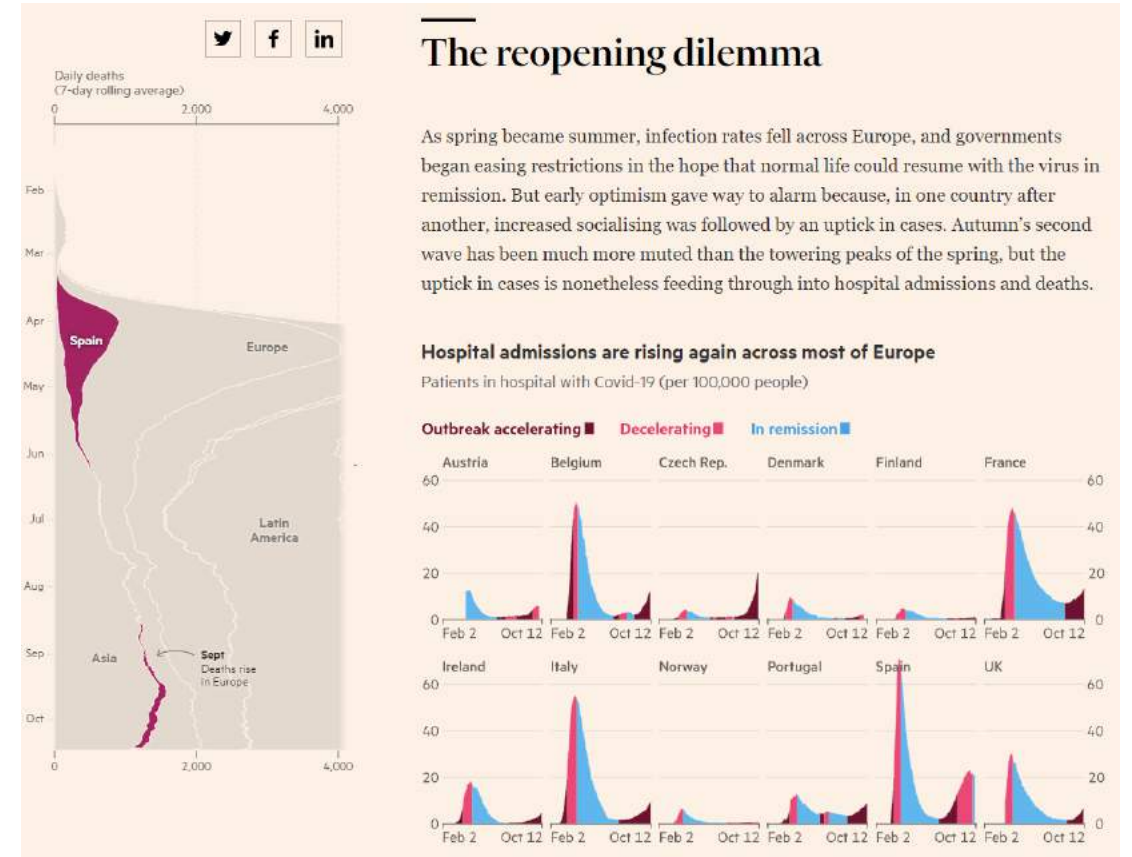 Daily deaths
(7-day rolling average)
0 2,000 4,000
Feb
Mar
Apr
May
Jun
Jul
Aug
Sep
Oct
Spain
Europe
Latin
America
Asia
Sept
Deaths rise
in Europe
0 2,000 4,000
The reopening dilemma
As spring became summer, infection rates fell across Europe, and governments
began easing restrictions in the hope that normal life could resume with the virus in
remission. But early optimism gave way to alarm because, in one country after
another, increased socialising was followed by an uptick in cases. Autumn's second
wave has been much more muted than the towering peaks of the spring, but the
uptick in cases is nonetheless feeding through into hospital admissions and deaths.
Hospital admissions are rising again across most of Europe
Patients in hospital with Covid-19 (per 100,000 people)
Outbreak accelerating Decelerating In remission
Austria Belgium Czech Rep. Denmark Finland France
60 60
40 40
20 20
0 0
Feb 2 Oct 12 Feb 2 Oct 12 Feb 2 Oct 12 Feb 2 Oct 12 Feb 2 Oct 12 Feb 2 Oct 12
Ireland Italy Norway Portugal Spain UK
60 60
40 40
20 20
0 0
Feb 2 Oct 12 Feb 2 Oct 12 Feb 2 Oct 12 Feb 2 Oct 12 Feb 2 Oct 12 Feb 2 Oct 12